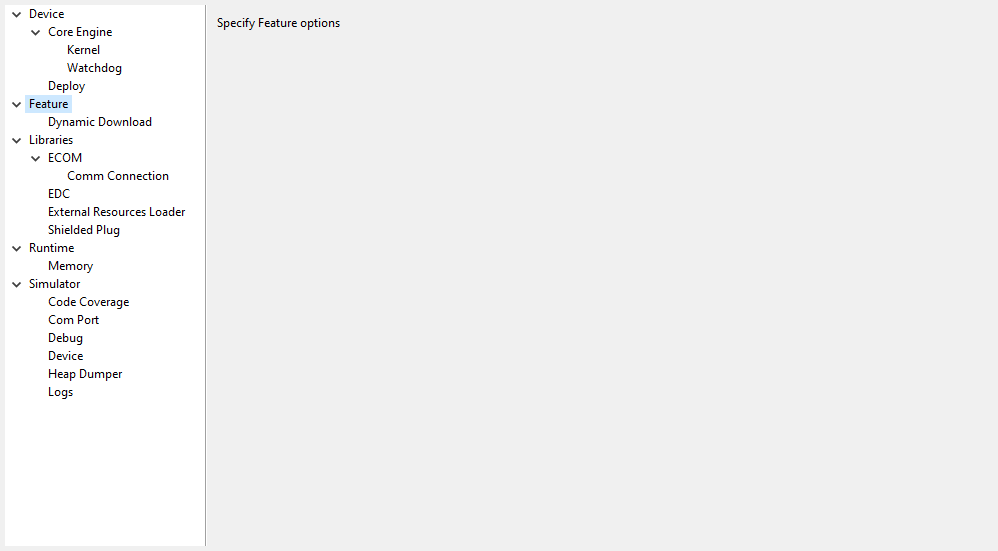 Device
Core Engine
Kernel
Watchdog
Deploy
Feature
Dynamic Download
Libraries
ECOM
Comm Connection
EDC
External Resources Loader
Shielded Plug
Runtime
Memory
Simulator
Code Coverage
Com Port
Debug
Device
Heap Dumper
Logs
Specify Feature options